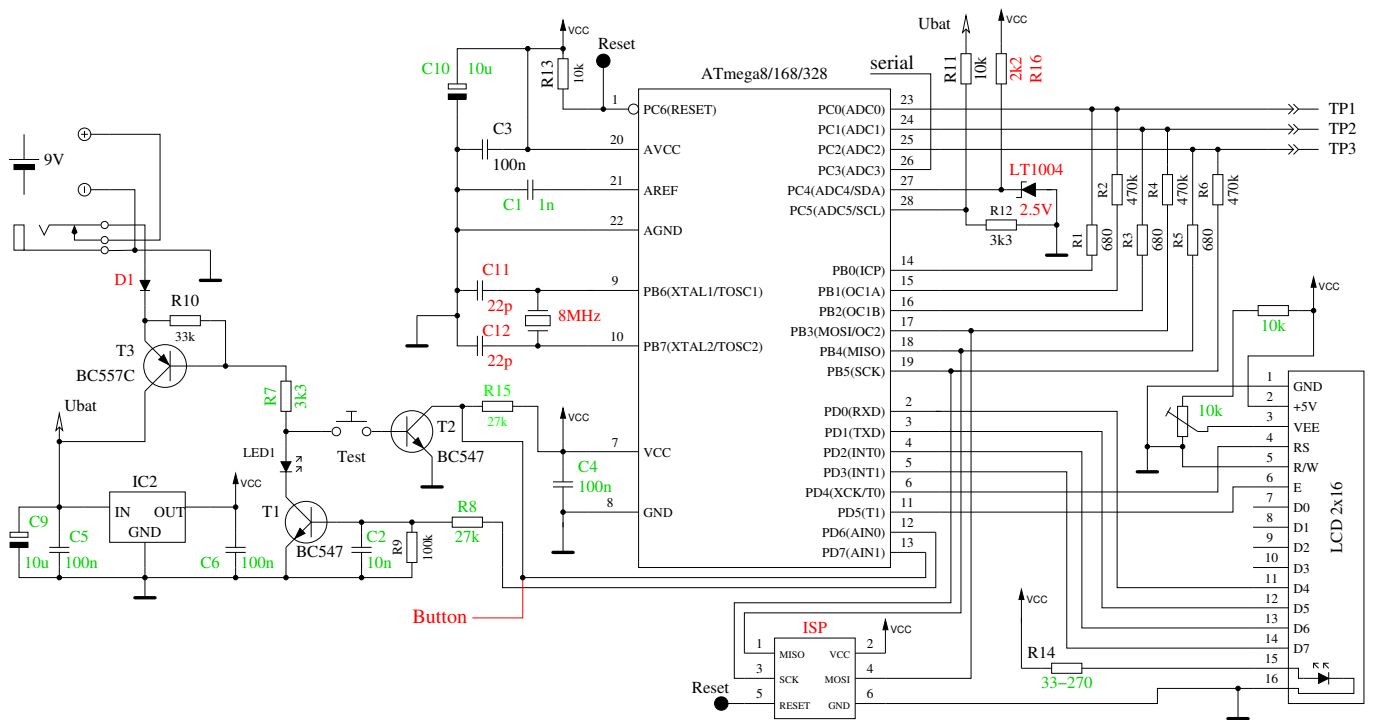 Ubat
VCC
VCC
Reset
serial
C10
10u
R13
10k
R11
10k
2k2
R16
ATmega8/168/328
1
PC6(RESET)
PC0(ADC0)
23
TP1
PC1(ADC1)
24
TP2
C3
100n
20
AVCC
PC2(ADC2)
25
TP3
PC3(ADC3)
26
9V
C1
1n
21
AREF
PC4(ADC4/SDA)
27
LT1004
2.5V
PC5(ADC5/SCL)
28
R12
3k3
R2
470k
R4
470k
R6
470k
R1
680
R3
680
R5
680
22
AGND
D1
C11
22p
8MHz
C12
22p
9
PB6(XTAL1/TOSC1)
10
PB7(XTAL2/TOSC2)
PB0(ICP)
14
PB1(OC1A)
15
PB2(OC1B)
16
PB3(MOSI/OC2)
17
PB4(MISO)
18
PB5(SCK)
19
VCC
10k
10k
R10
33k
T3
BC557C
R7
3k3
Ubat
R15
27k
VCC
T2
BC547
Test
LED1
7
VCC
C4
100n
8
GND
PD0(RXD)
2
PD1(TXD)
3
PD2(INT0)
4
PD3(INT1)
5
PD4(XCK/T0)
6
PD5(T1)
11
PD6(AIN0)
12
PD7(AIN1)
13
1
GND
2
+5V
3
VEE
4
RS
5
R/W
6
E
7
D0
8
D1
9
D2
10
D3
11
D4
12
D5
13
D6
14
D7
15
16
LCD 2x16
IC2
IN
OUT
GND
VCC
C9
10u
C5
100n
C6
100n
T1
BC547
C2
10n
R9
100k
R8
27k
Button
ISP
VCC
1
MISO
VCC
2
3
SCK
MOSI
4
Reset
5
RESET
GND
6
VCC
R14
33–270